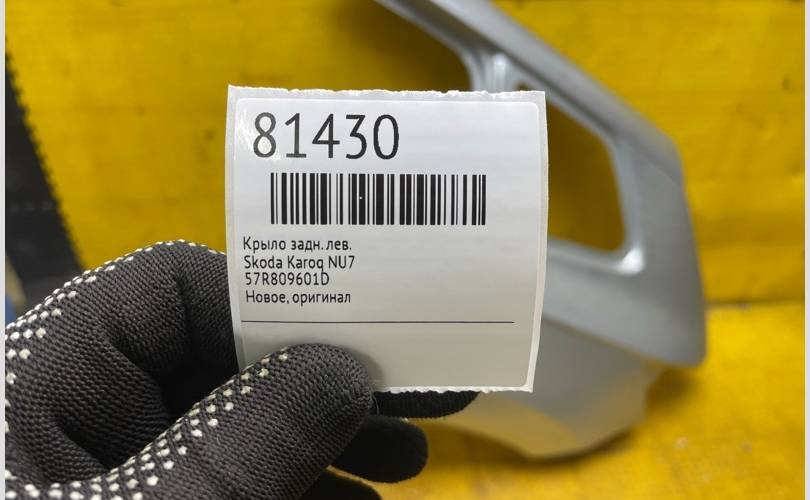 81430
Крыло задн. лев.
Skoda Karoq NU7
57R809601D
Новое, оригинал